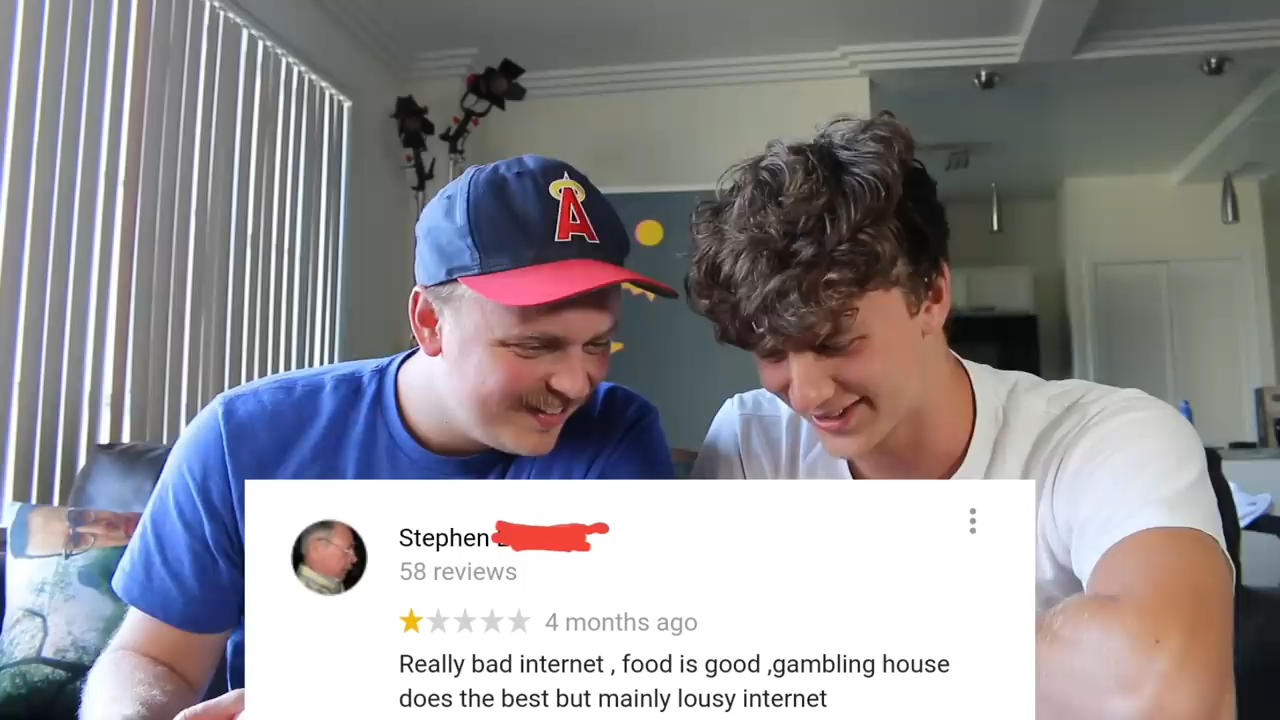 A
Stephen
58 reviews
4 months ago
Really bad internet , food is good ,gambling house
does the best but mainly lousy internet